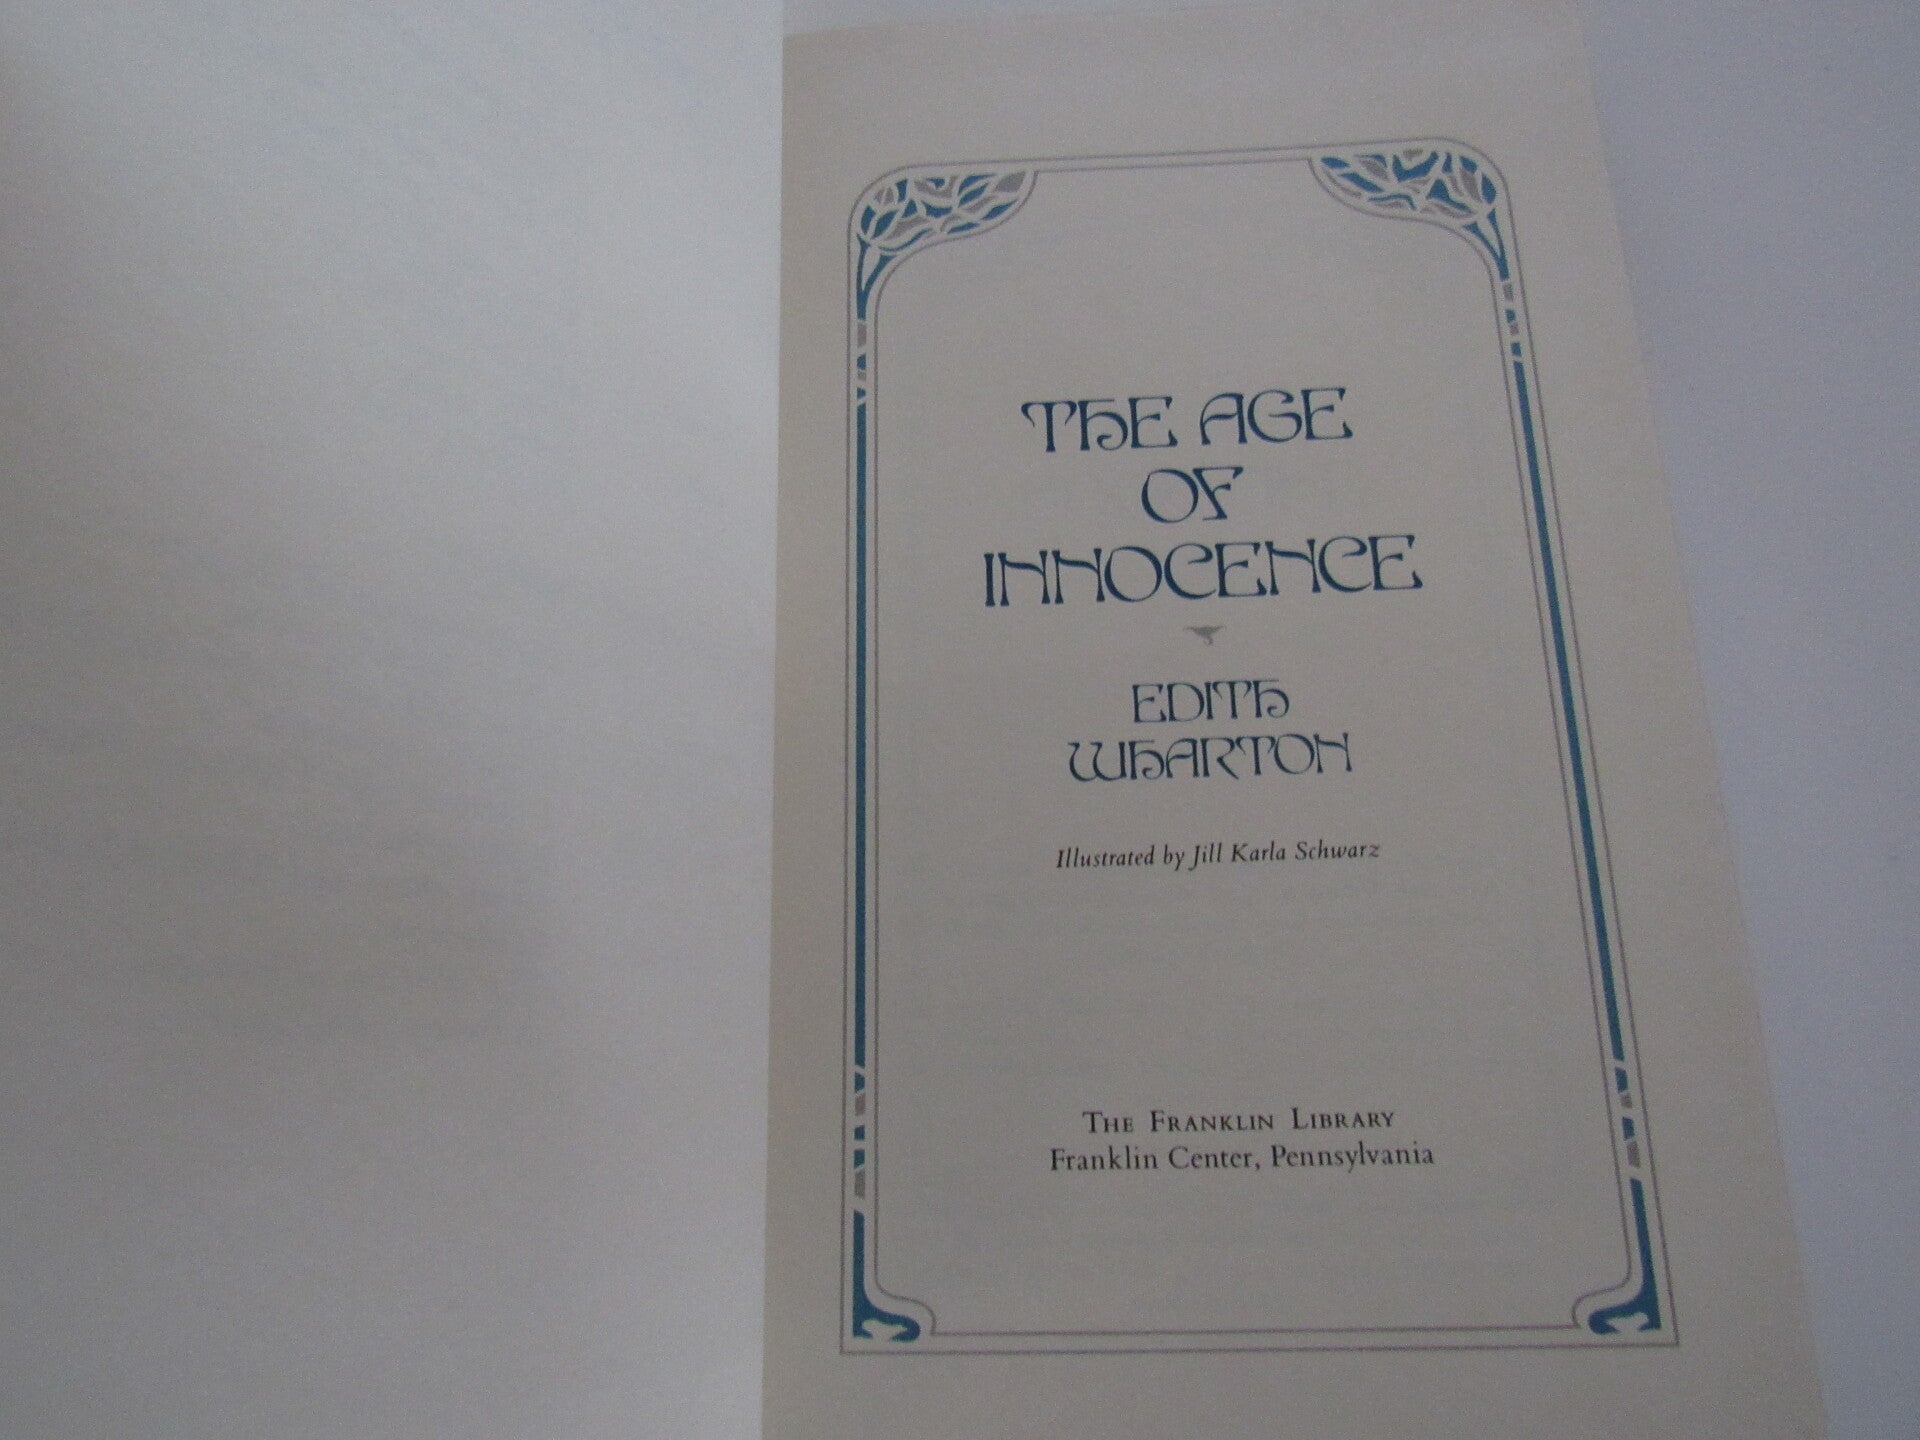 THE AGE
OF
INNOCENCE
EDITH
WHARTON
Illustrated by Jill Karla Schwarz
THE FRANKLIN LIBRARY
Franklin Center, Pennsylvania